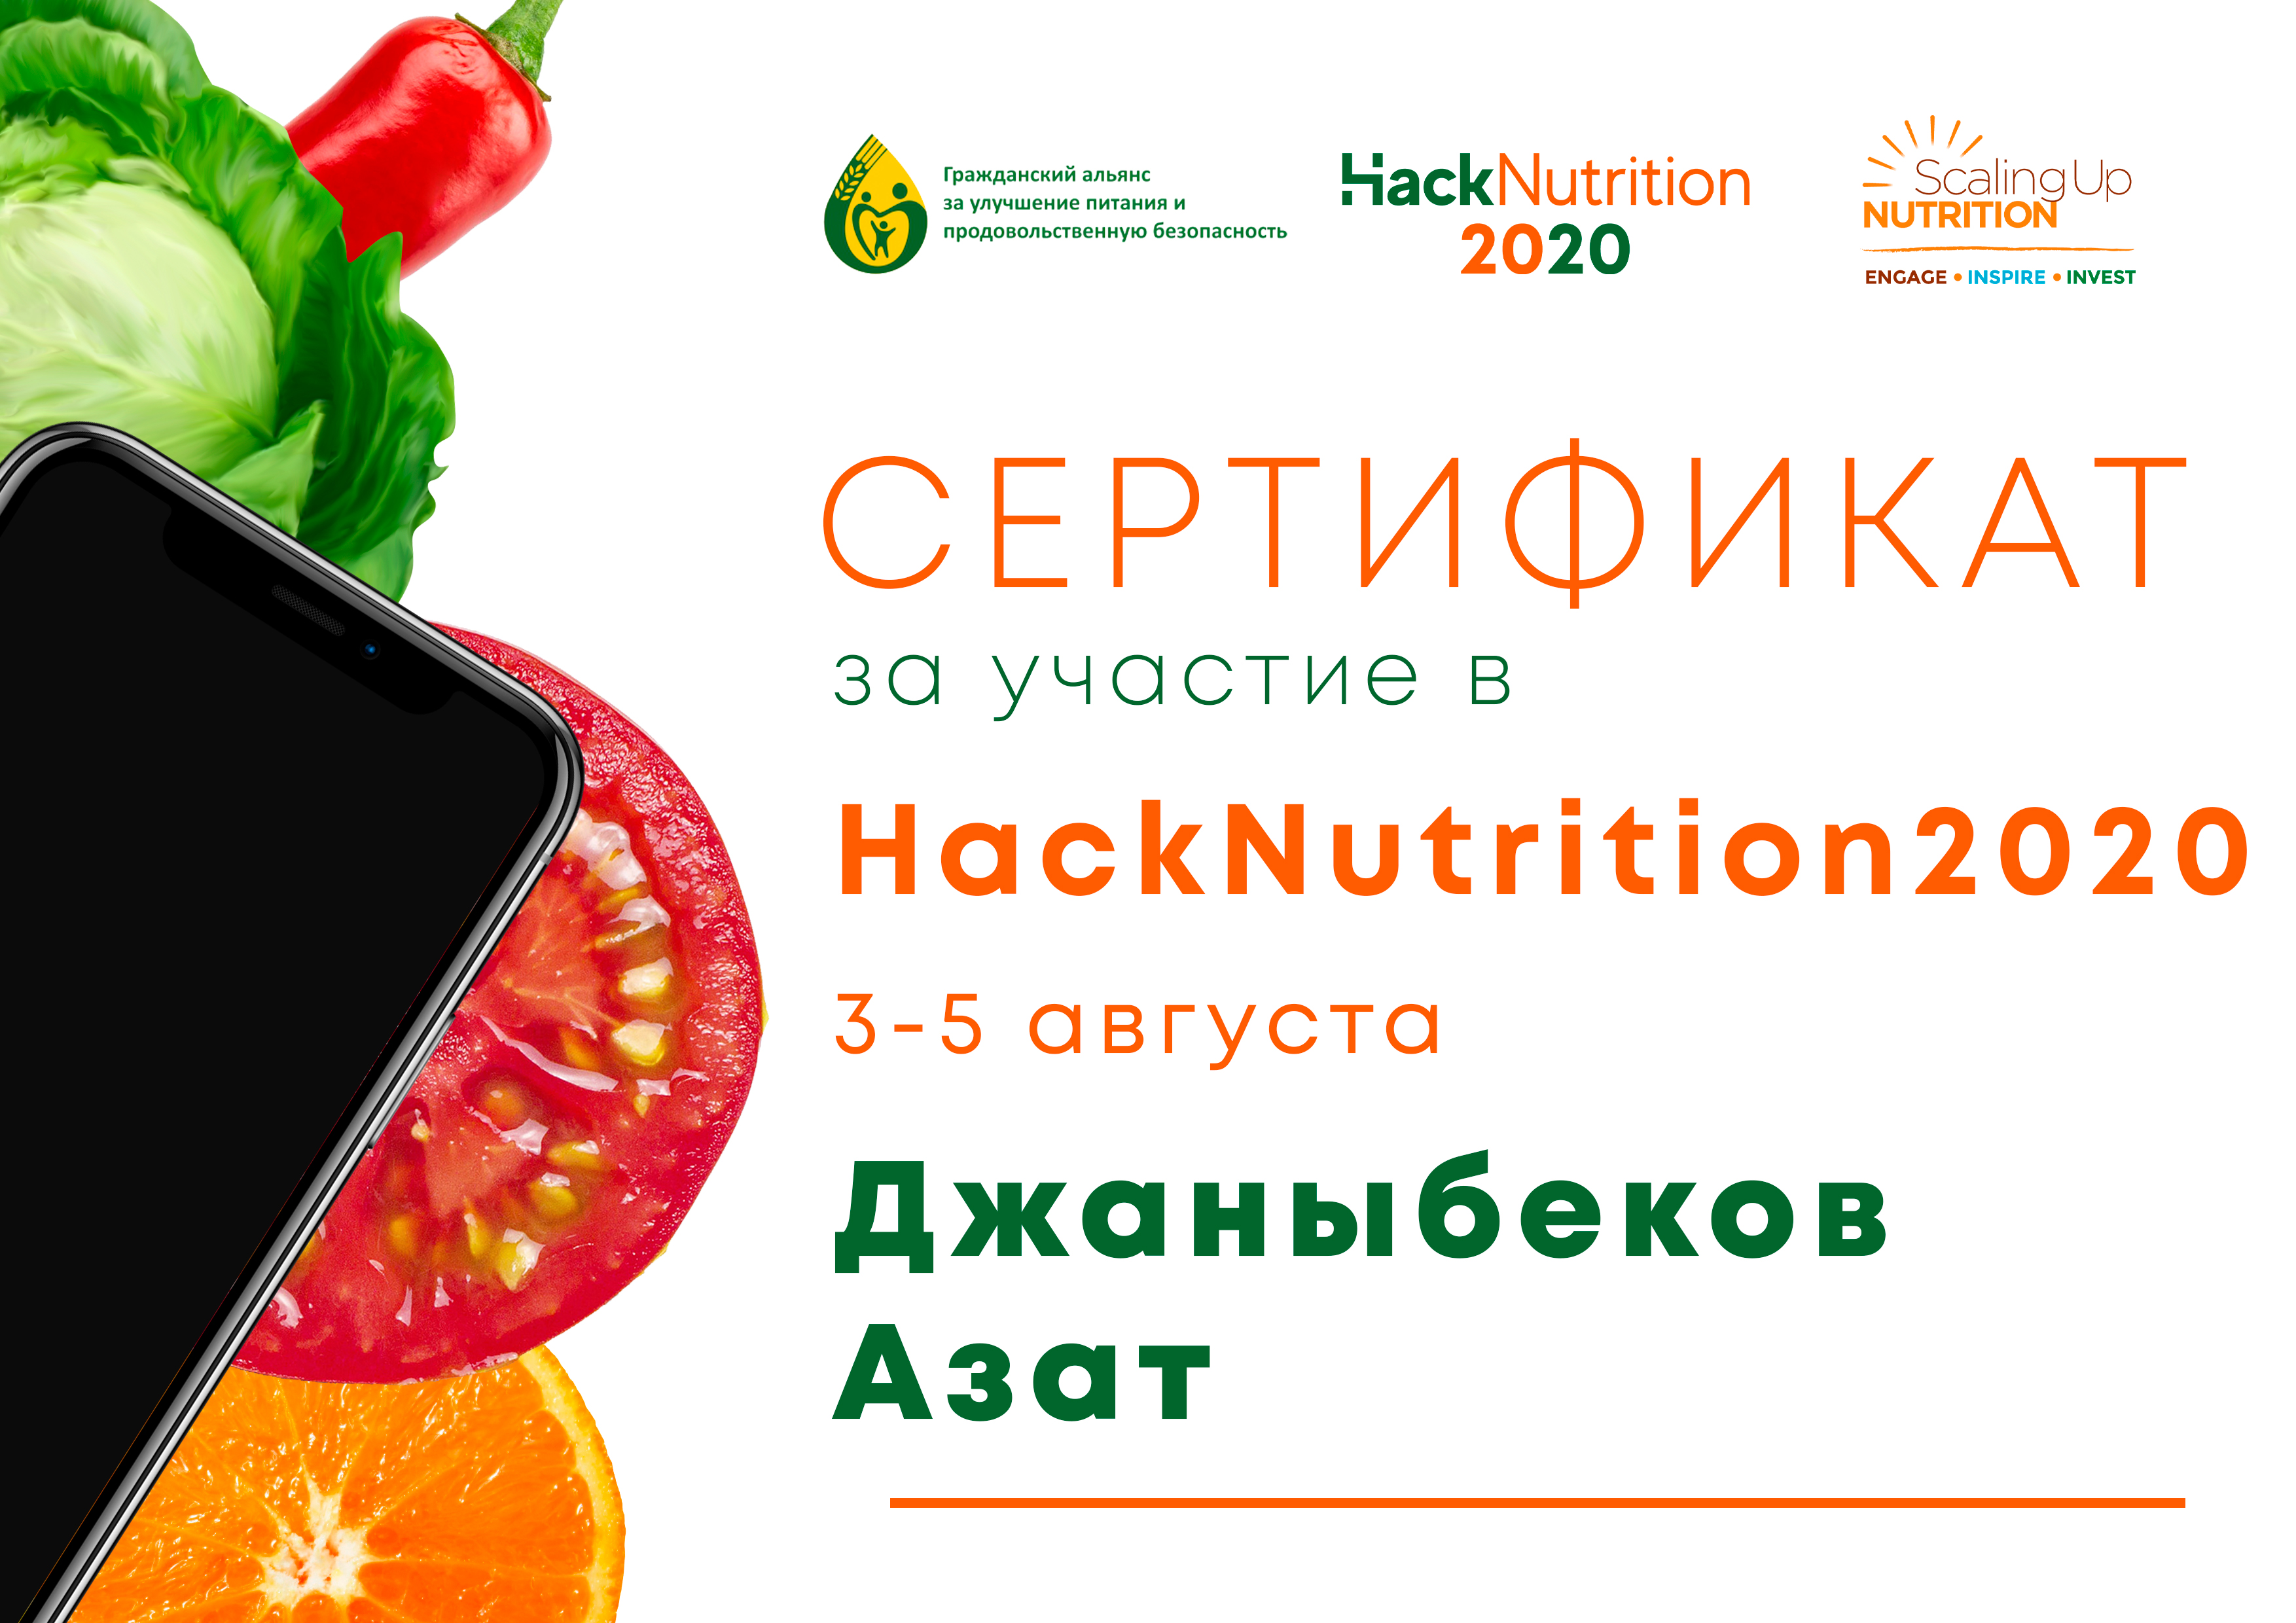 Гражданский альянс
за улучшение питания и
продовольственную безопасность
HackNutrition
2020
Scaling Up
NUTRITION
ENGAGE • INSPIRE • INVEST
СЕРТИФИКАТ
за участие в
HackNutrition2020
3-5 августа
Джаныбеков
Азат